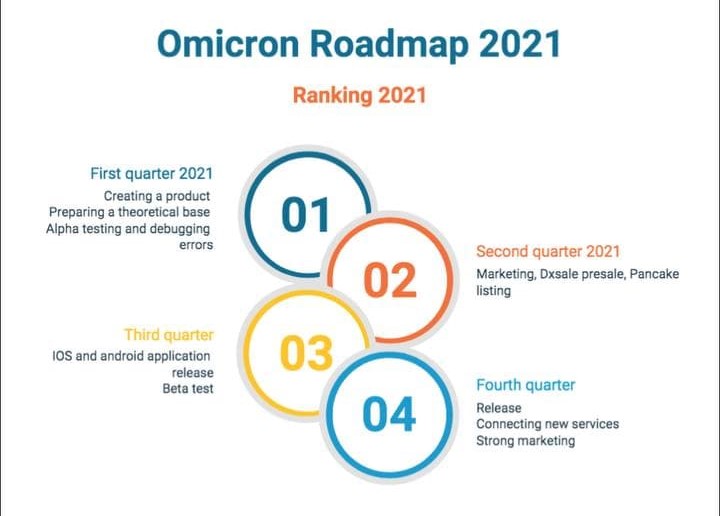 Omicron Roadmap 2021
Ranking 2021
First quarter 2021
Creating a product
Preparing a theoretical base
Alpha testing and debugging
errors
01
02
Second quarter 2021
Marketing, Dxsale presale, Pancake
listing
Third quarter
IOS and android application
release
Beta test
03
04
Fourth quarter
Release
Connecting new services
Strong marketing